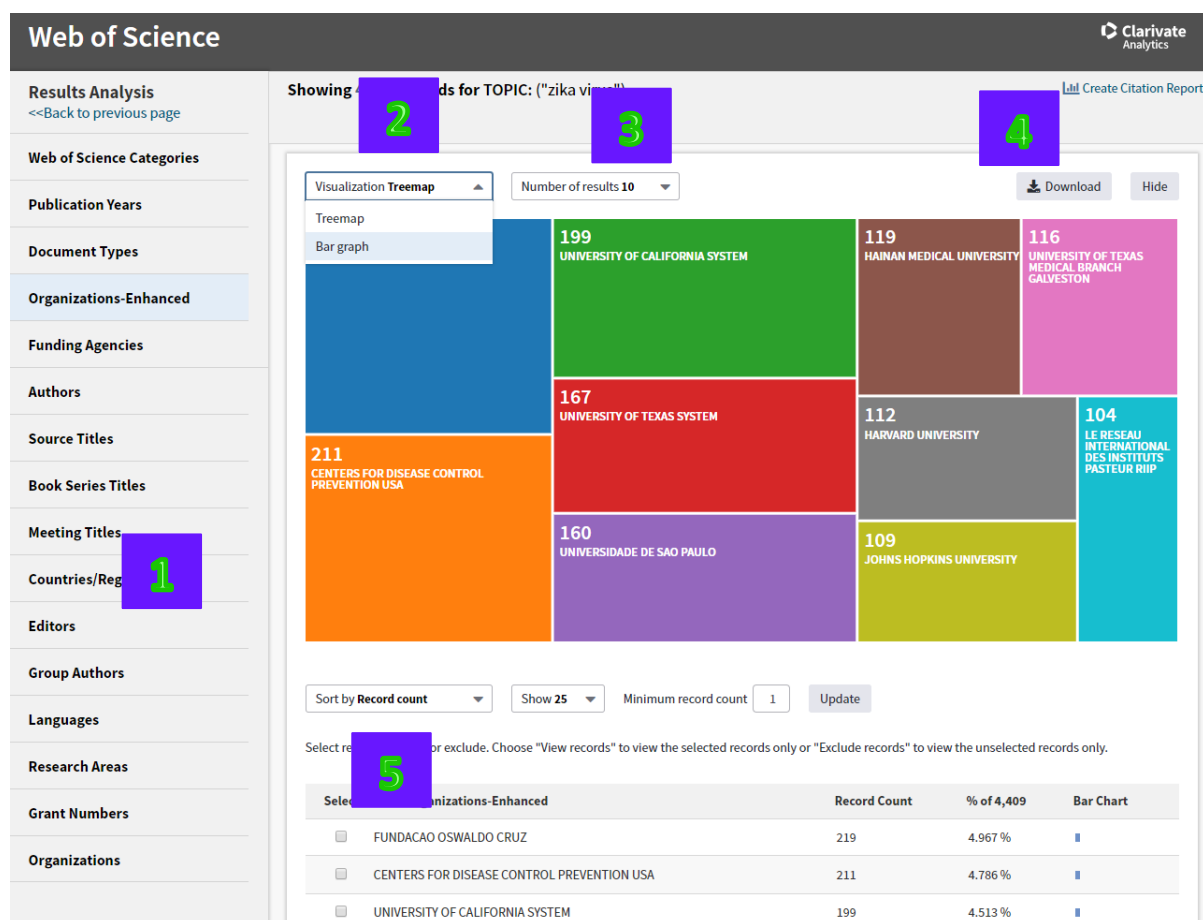 Web of Science
Clarivate
Analytics
Results Analysis
<<Back to previous page
Showing ds for TOPIC: ("zika
Create Citation Report
2
3
4
Web of Science Categories
Publication Years
Document Types
Organizations-Enhanced
Funding Agencies
Authors
Source Titles
Book Series Titles
Meeting Titles
1
Countries/Reg
Editors
Group Authors
Languages
Research Areas
Grant Numbers
Organizations
Visualization Treemap
Number of results 10
Download
Hide
Treemap
Bar graph
199
UNIVERSITY OF CALIFORNIA SYSTEM
119
HAINAN MEDICAL UNIVERSITY
116
UNIVERSITY OF TEXAS
MEDICAL BRANCH
GALVESTON
167
UNIVERSITY OF TEXAS SYSTEM
112
HARVARD UNIVERSITY
104
LE RESEAU
INTERNATIONAL
DES INSTITUTS
PASTEUR RIIP
211
CENTERS FOR DISEASE CONTROL
PREVENTION USA
160
UNIVERSIDADE DE SAO PAULO
109
JOHNS HOPKINS UNIVERSITY
Sort by Record count
Show 25
Minimum record count 1
Update
Select re or exclude. Choose "View records" to view the selected records only or "Exclude records" to view the unselected records only.
5
Selec anizations-Enhanced Record Count % of 4,409 Bar Chart
FUNDACAO OSWALDO CRUZ 219 4.967 %
CENTERS FOR DISEASE CONTROL PREVENTION USA 211 4.786 %
UNIVERSITY OF CALIFORNIA SYSTEM 199 4.513 %